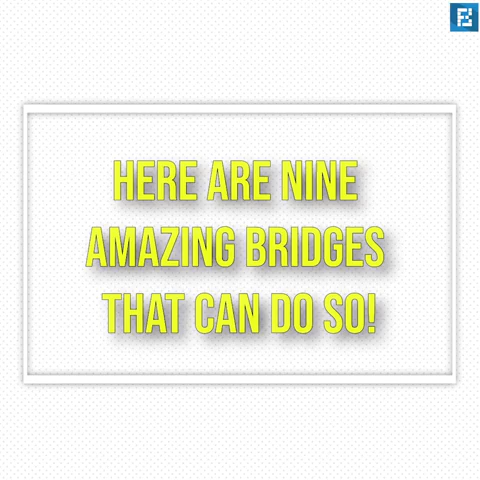 HERE ARE NINE
AMAZING BRIDGES
THAT CAN DO SO!